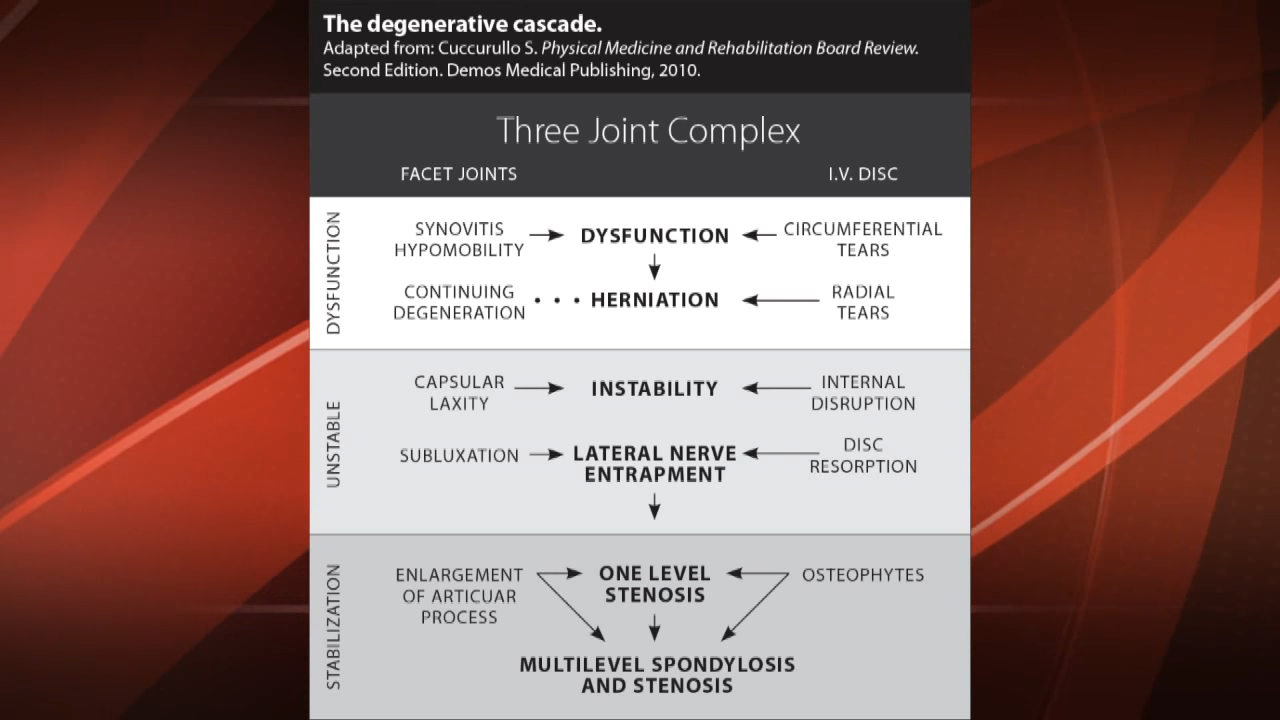 The degenerative cascade.
Adapted from: Cuccurullo S. Physical Medicine and Rehabilitation Board Review.
Second Edition. Demos Medical Publishing, 2010.
Three Joint Complex
FACET JOINTS
I.V. DISC
DYSFUNCTION
SYNOVITIS
HYPOMOBILITY
DYSFUNCTION
CIRCUMFERENTIAL
TEARS
CONTINUING
DEGENERATION
HERNIATION
RADIAL
TEARS
UNSTABLE
CAPSULAR
LAXITY
INSTABILITY
INTERNAL
DISRUPTION
SUBLUXATION
LATERAL NERVE
ENTRAPMENT
DISC
RESORPTION
STABILIZATION
ENLARGEMENT
OF ARTICUAR
PROCESS
ONE LEVEL
STENOSIS
OSTEOPHYTES
MULTILEVEL SPONDYLOSIS
AND STENOSIS